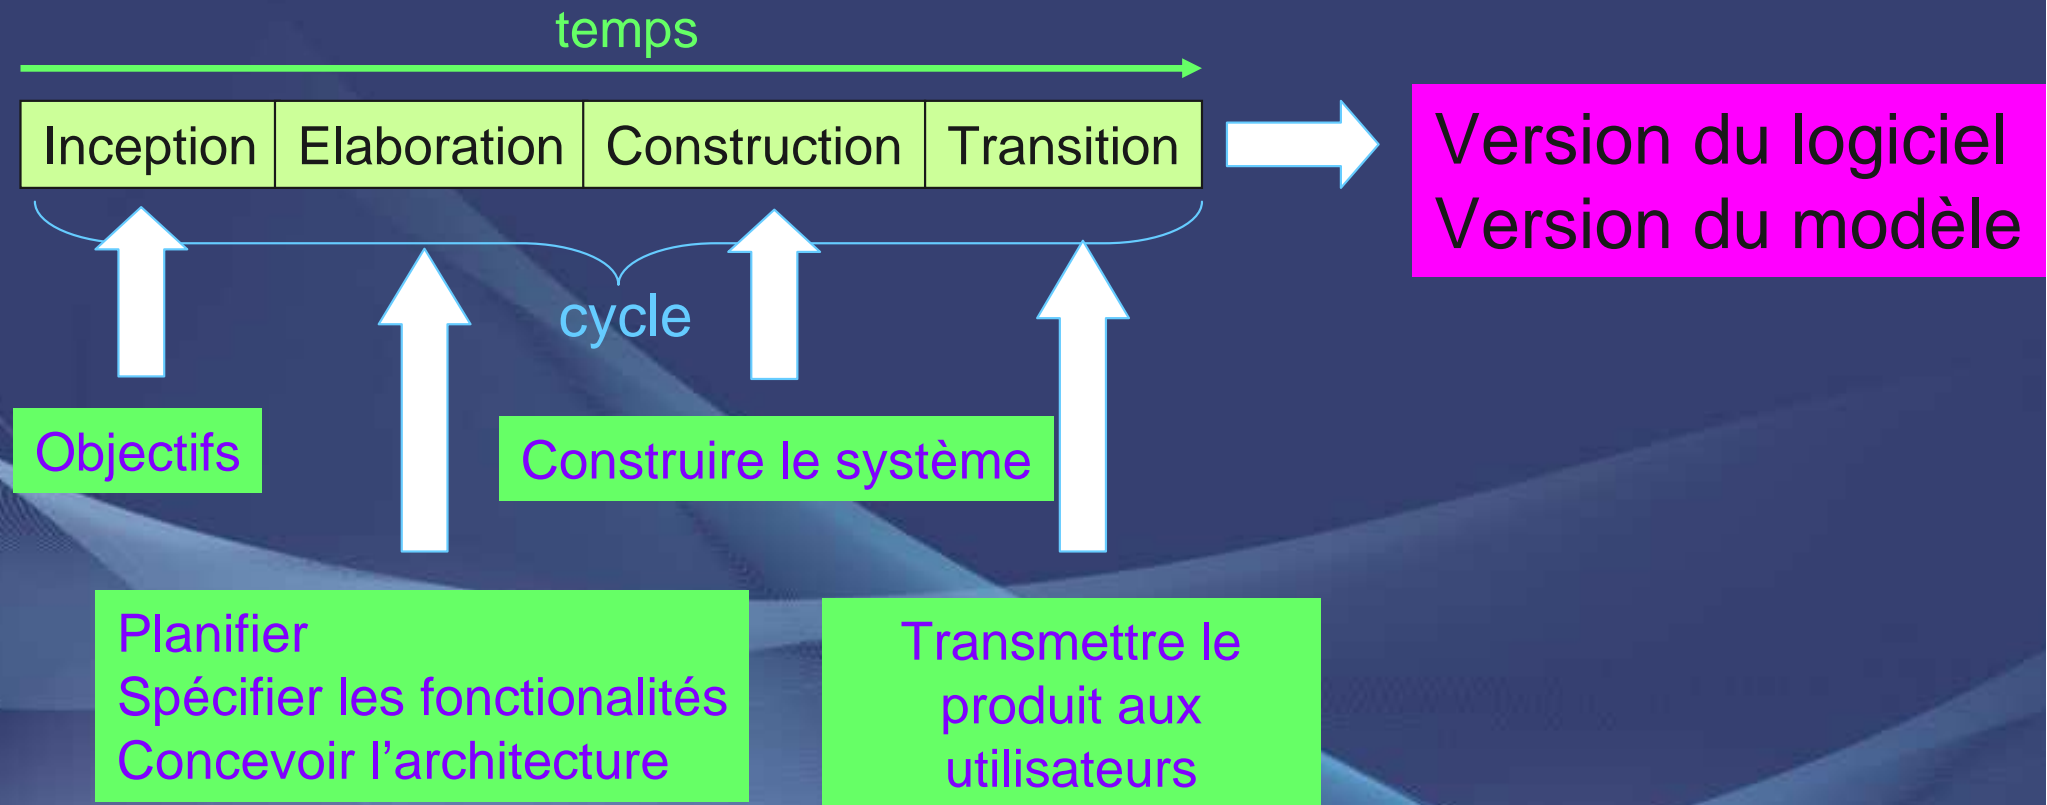 temps
Inception Elaboration Construction Transition
Version du logiciel
Version du modèle
cycle
Objectifs
Construire le système
Planifier
Spécifier les fonctionalités
Concevoir l’architecture
Transmettre le
produit aux
utilisateurs